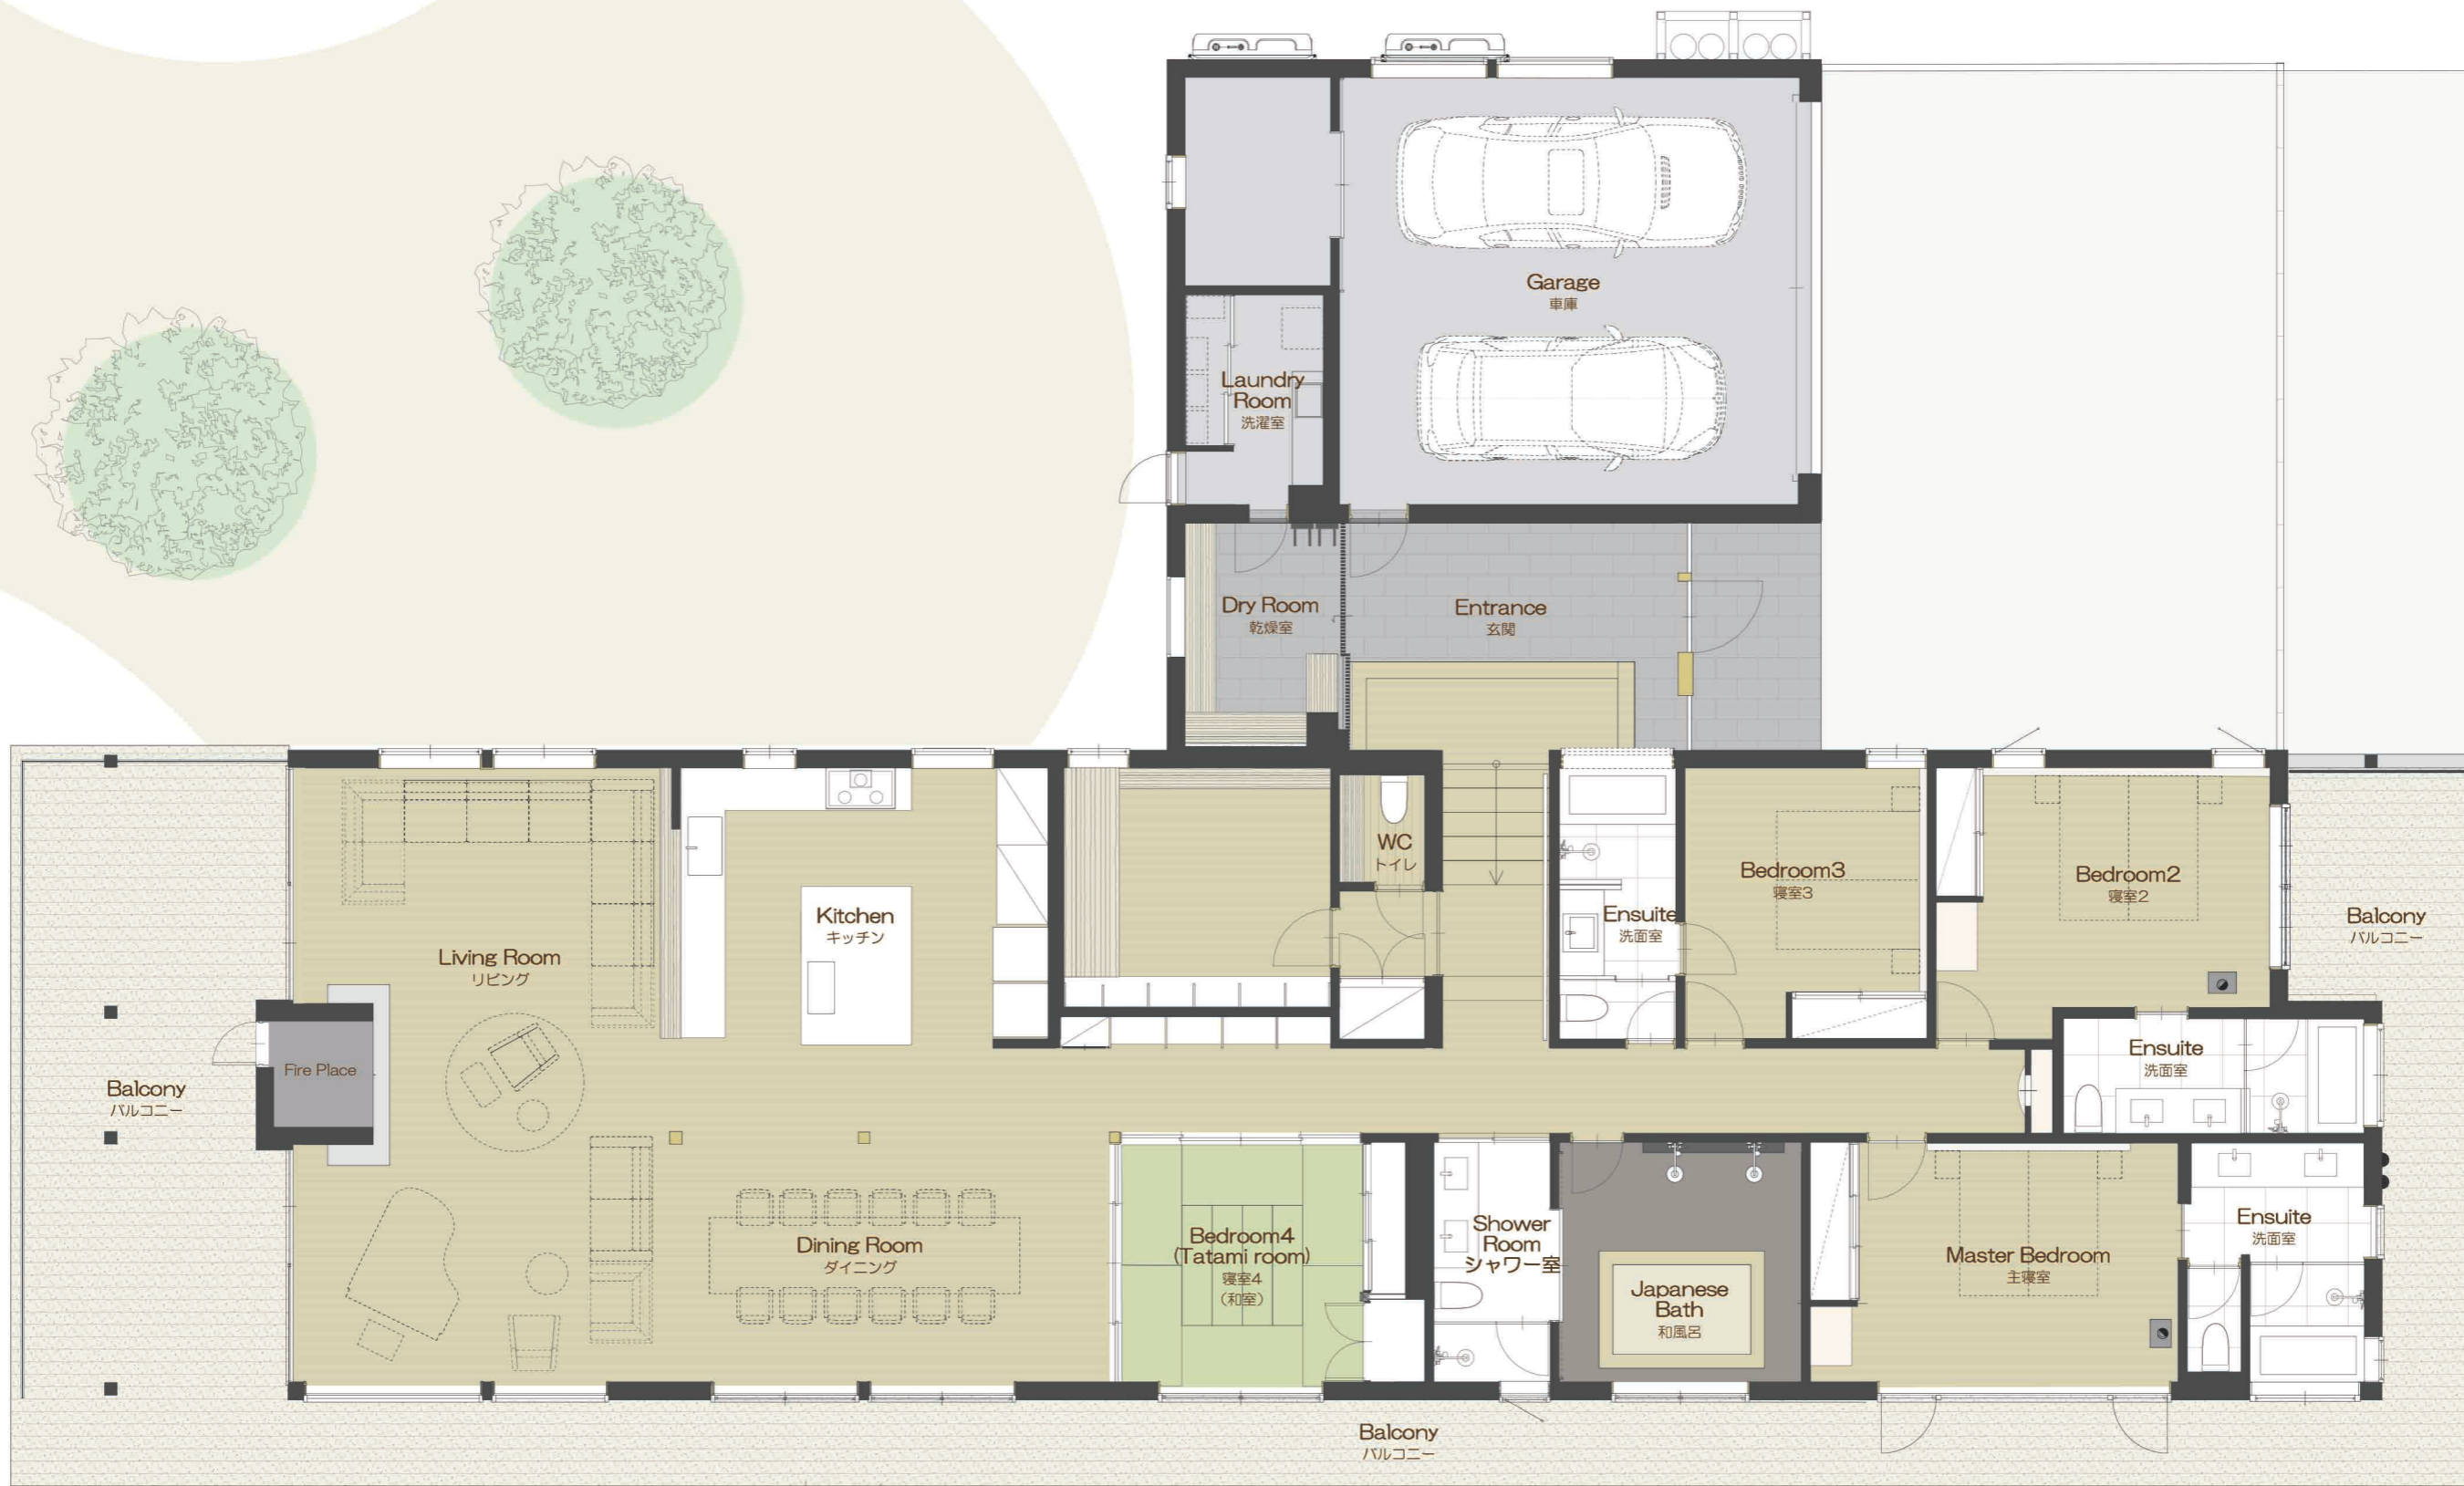 Garage
車庫
Laundry
Room
洗濯室
Dry Room
乾燥室
Entrance
玄関
WC
トイレ
Bedroom3
寝室3
Bedroom2
寝室2
Kitchen
キッチン
Ensuite
洗面室
Balcony
バルコニー
Living Room
リビング
Fire Place
Balcony
バルコニー
Ensuite
洗面室
Dining Room
ダイニング
Bedroom4
(Tatami room)
寝室4
（和室）
Shower
Room
シャワー室
Japanese
Bath
和風呂
Master Bedroom
主寝室
Ensuite
洗面室
Balcony
バルコニー